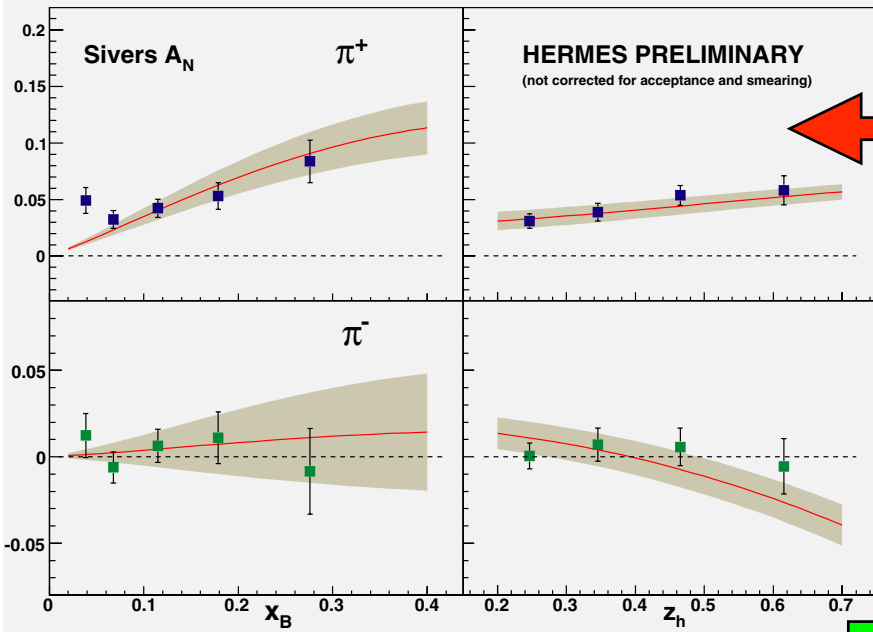 0.2
0.15
0.1
0.05
0
Sivers A_N
π⁺
HERMES PRELIMINARY
(not corrected for acceptance and smearing)
0.05
0
-0.05
π⁻
0 0.1 0.2 0.3 0.4
x_B
0.2 0.3 0.4 0.5 0.6 0.7
z_h